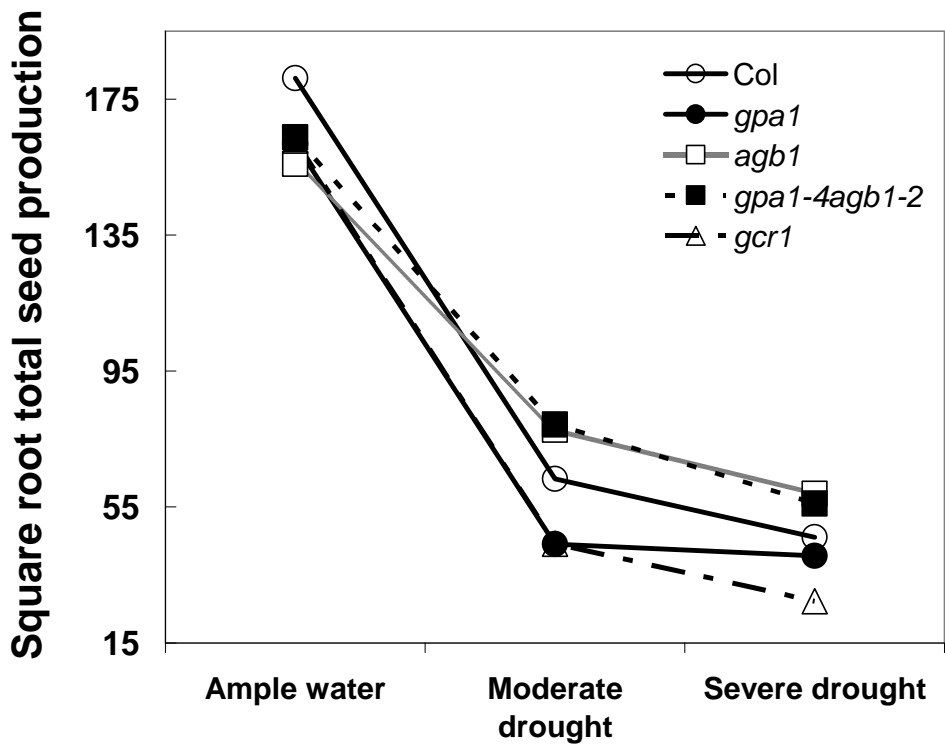 Square root total seed production
175
135
95
55
15
Col
gpa1
agb1
gpa1-4agb1-2
gcr1
Ample water
Moderate
drought
Severe drought